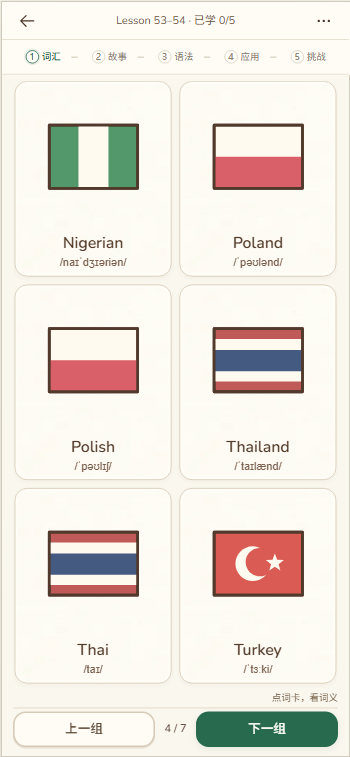 Lesson 53–54 · 已学 0/5
1 词汇 — 2 故事 — 3 语法 — 4 应用 — 5 挑战
Nigerian
/naɪˈdʒɪəriən/
Poland
/ˈpəʊlənd/
Polish
/ˈpəʊlɪʃ/
Thailand
/ˈtaɪlænd/
Thai
/taɪ/
Turkey
/ˈtɜːki/
点词卡，看词义
上一组
4 / 7
下一组